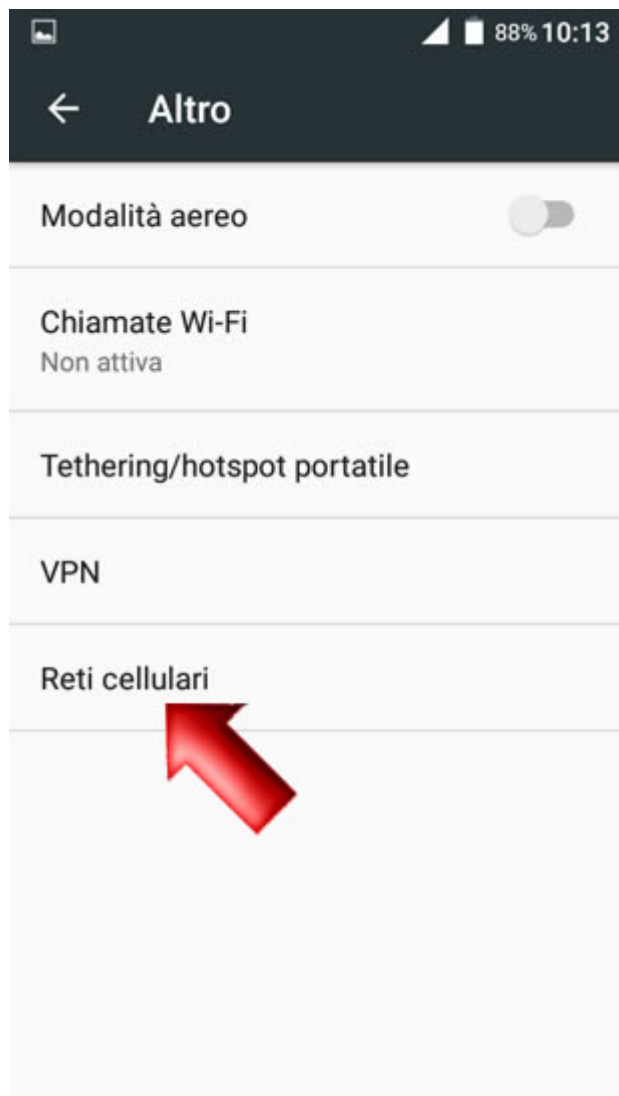 88% 10:13
Altro
Modalità aereo
Chiamate Wi-Fi
Non attiva
Tethering/hotspot portatile
VPN
Reti cellulari